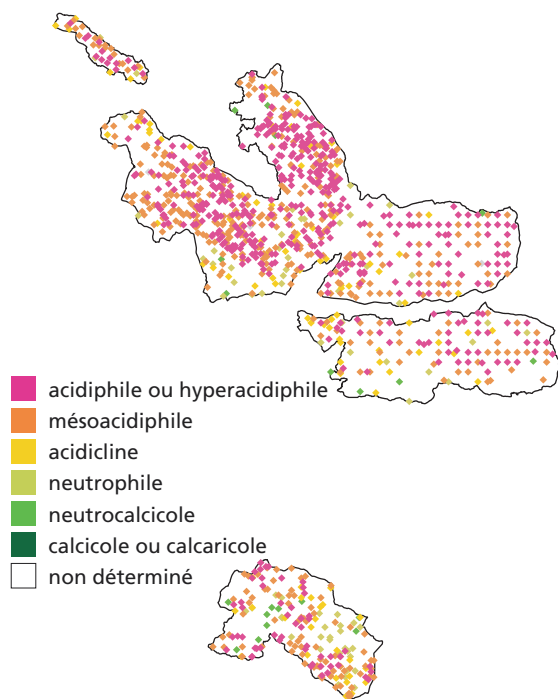 acidiphile ou hyperacidiphile
mésoacidiphile
acidicline
neutrophile
neutrocalcicole
calcicole ou calcaricole
non déterminé